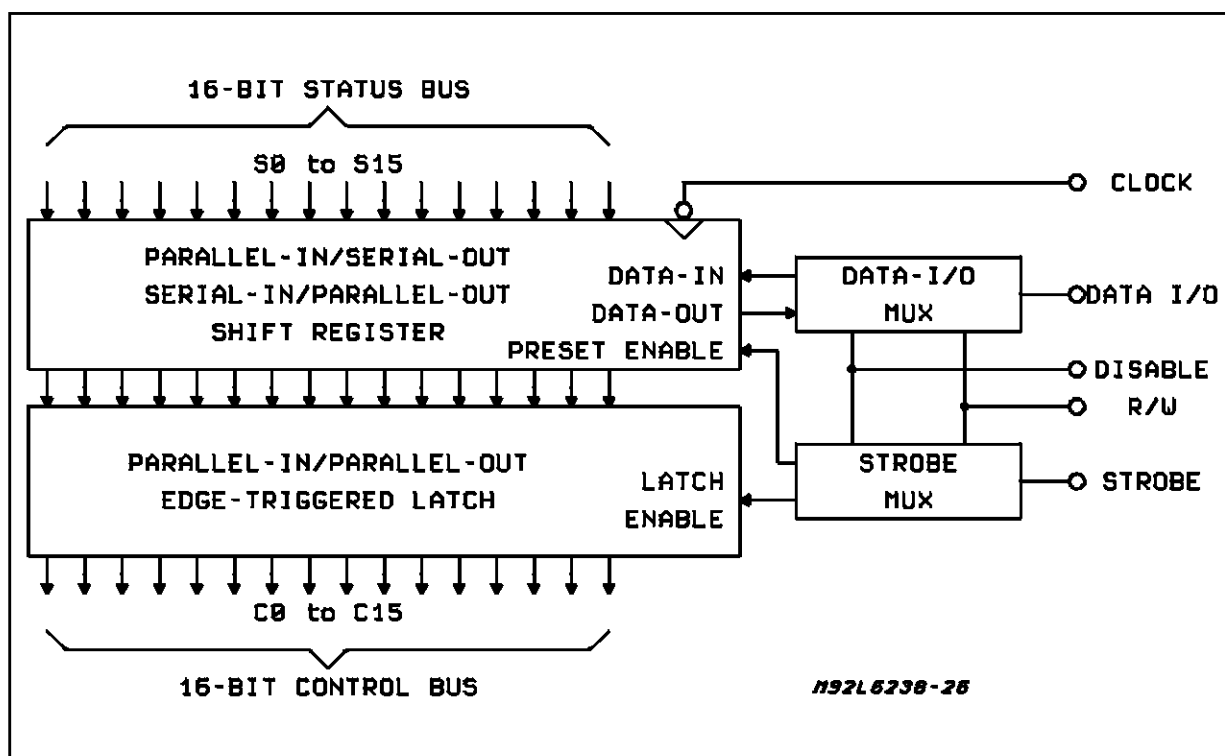 16-BIT STATUS BUS
S0 to S15
CLOCK
PARALLEL-IN/SERIAL-OUT
SERIAL-IN/PARALLEL-OUT
SHIFT REGISTER
DATA-IN
DATA-OUT
PRESET ENABLE
DATA-I/O
MUX
DATA I/O
DISABLE
R/W
PARALLEL-IN/PARALLEL-OUT
EDGE-TRIGGERED LATCH
LATCH
ENABLE
STROBE
MUX
STROBE
C0 to C15
16-BIT CONTROL BUS
M92L6238-26